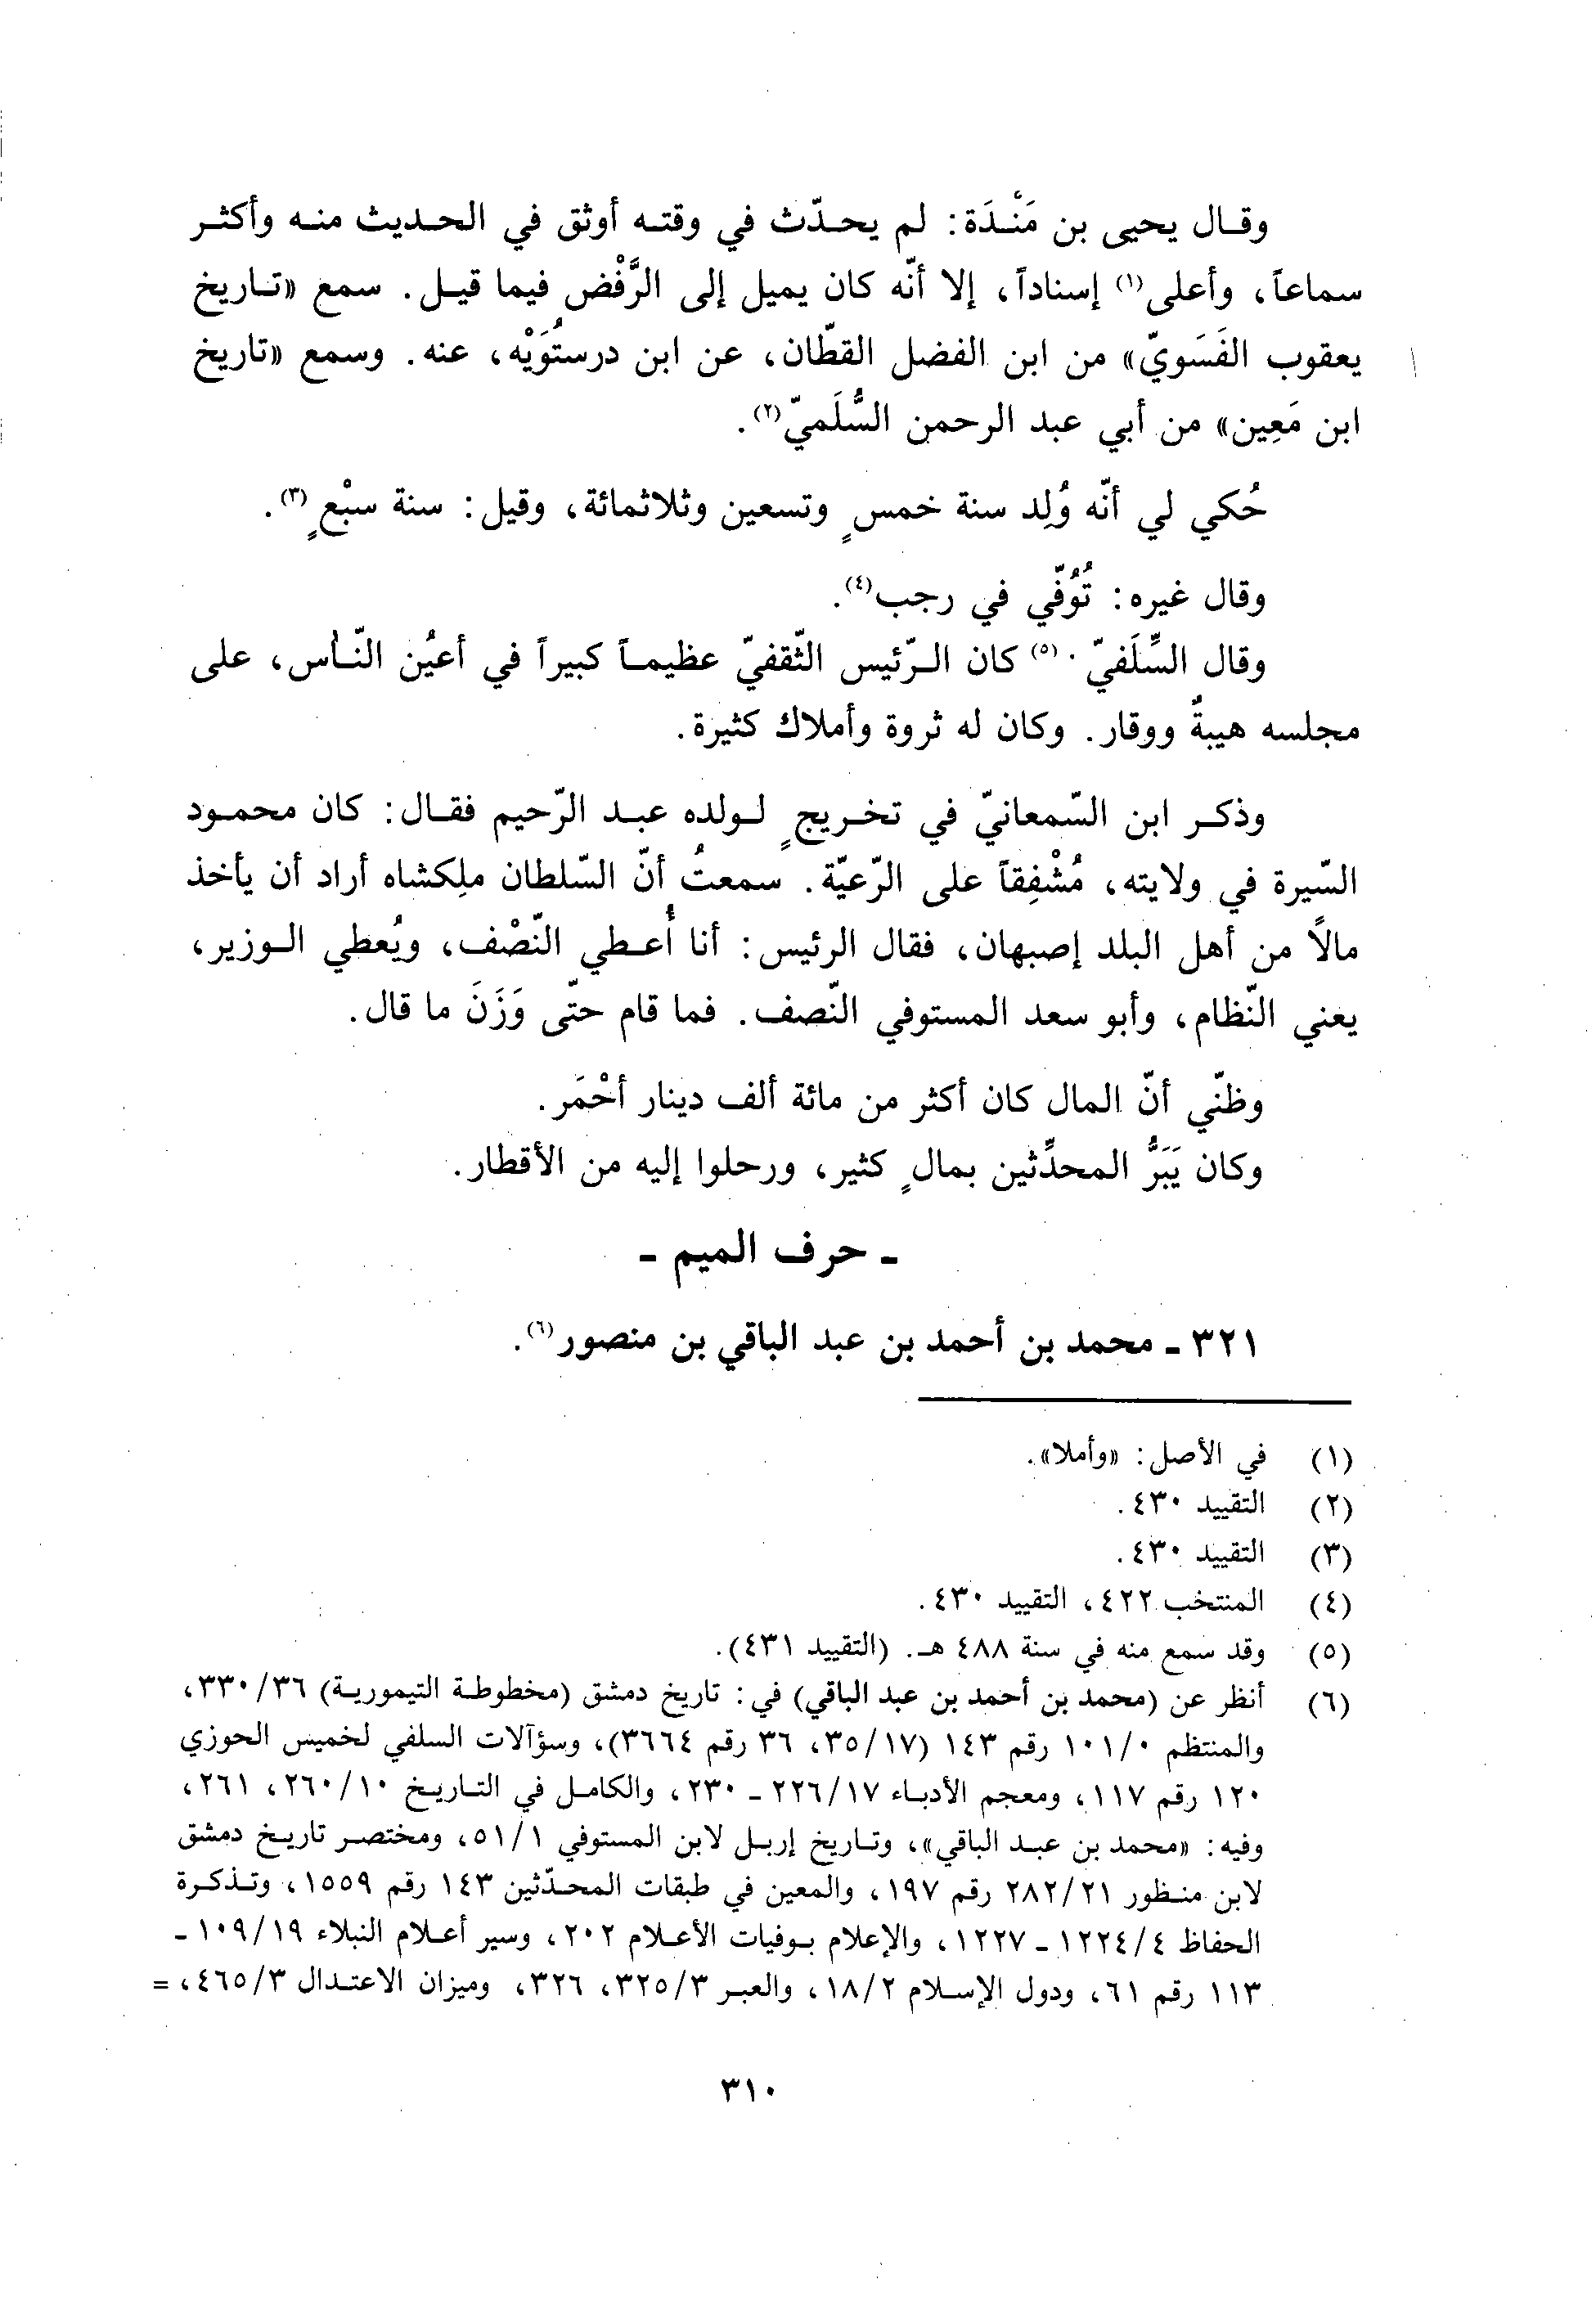 وقال يحيى بن مَنْدَة: لم يحدّث في وقته أوثق في الحديث منه وأكثر
سماعاً، وأعلى(١) إسناداً، إلا أنّه كان يميل إلى الرَّفْض فيما قيل. سمع «تاريخ
يعقوب الفَسَويّ» من ابن الفضل القطّان، عن ابن درستُوَيْه، عنه. وسمع «تاريخ
ابن مَعِين» من أبي عبد الرحمن السُّلَميّ(٢).
حُكي لي أنّه وُلِد سنة خمسٍ وتسعين وثلاثمائة، وقيل: سنة سبْعٍ(٣).
وقال غيره: تُوُفّي في رجب(٤).
وقال السِّلَفيّ.(٥) كان الرّئيس الثّقفيّ عظيماً كبيراً في أعيُن النّاس، على
مجلسه هيبةٌ ووقار. وكان له ثروة وأملاك كثيرة.
وذكر ابن السّمعانيّ في تخريجٍ لولده عبد الرّحيم فقال: كان محمود
السّيرة في ولايته، مُشْفِقاً على الرّعيّة. سمعتُ أنّ السّلطان ملِكشاه أراد أن يأخذ
مالاً من أهل البلد إصبهان، فقال الرئيس: أنا أُعطي النّصْف، ويُعطي الوزير،
يعني النّظام، وأبو سعد المستوفي النّصف. فما قام حتّى وَزَنَ ما قال.
وظنّي أنّ المال كان أكثر من مائة ألف دينار أحْمَر.
وكان يَبَرُّ المحدِّثين بمالٍ كثير، ورحلوا إليه من الأقطار.
- حرف الميم -
٣٢١ - محمد بن أحمد بن عبد الباقي بن منصور(٦).
(١) في الأصل: «وأملا».
(٢) التقييد ٤٣٠.
(٣) التقييد ٤٣٠.
(٤) المنتخب ٤٢٢، التقييد ٤٣٠.
(٥) وقد سمع منه في سنة ٤٨٨ هـ. (التقييد ٤٣١).
(٦) أنظر عن (محمد بن أحمد بن عبد الباقي) في: تاريخ دمشق (مخطوطة التيمورية) ٣٦/٣٣٠،
والمنتظم ١٠١/٠ رقم ١٤٣ (٣٥/١٧، ٣٦ رقم ٣٦٦٤)، وسؤآلات السلفي لخميس الحوزي
١٢٠ رقم ١١٧، ومعجم الأدباء ٢٢٦/١٧ - ٢٣٠، والكامل في التاريخ ٢٦٠/١٠، ٢٦١،
وفيه: «محمد بن عبد الباقي»، وتاريخ إربل لابن المستوفي ٥١/١، ومختصر تاريخ دمشق
لابن منظور ٢٨٢/٢١ رقم ١٩٧، والمعين في طبقات المحدّثين ١٤٣ رقم ١٥٥٩، وتذكرة
الحفاظ ١٢٢٤/٤ - ١٢٢٧، والإعلام بوفيات الأعلام ٢٠٢، وسير أعلام النبلاء ١٠٩/١٩ -
١١٣ رقم ٦١، ودول الإسلام ١٨/٢، والعبر ٣٢٥/٣، ٣٢٦، وميزان الاعتدال ٤٦٥/٣، =
٣١٠